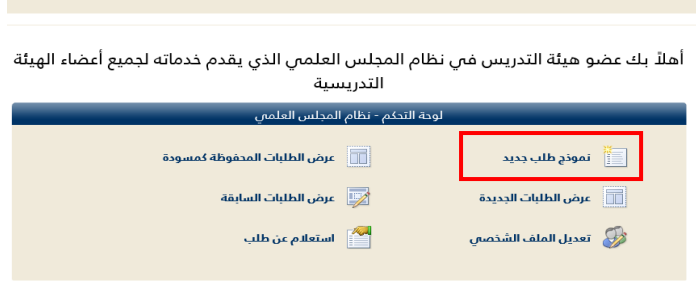 أهلاً بك عضو هيئة التدريس في نظام المجلس العلمي الذي يقدم خدماته لجميع أعضاء الهيئة
التدريسية
لوحة التحكم - نظام المجلس العلمي
نموذج طلب جديد
عرض الطلبات المحفوظة كمسودة
عرض الطلبات الجديدة
عرض الطلبات السابقة
تعديل الملف الشخصي
استعلام عن طلب